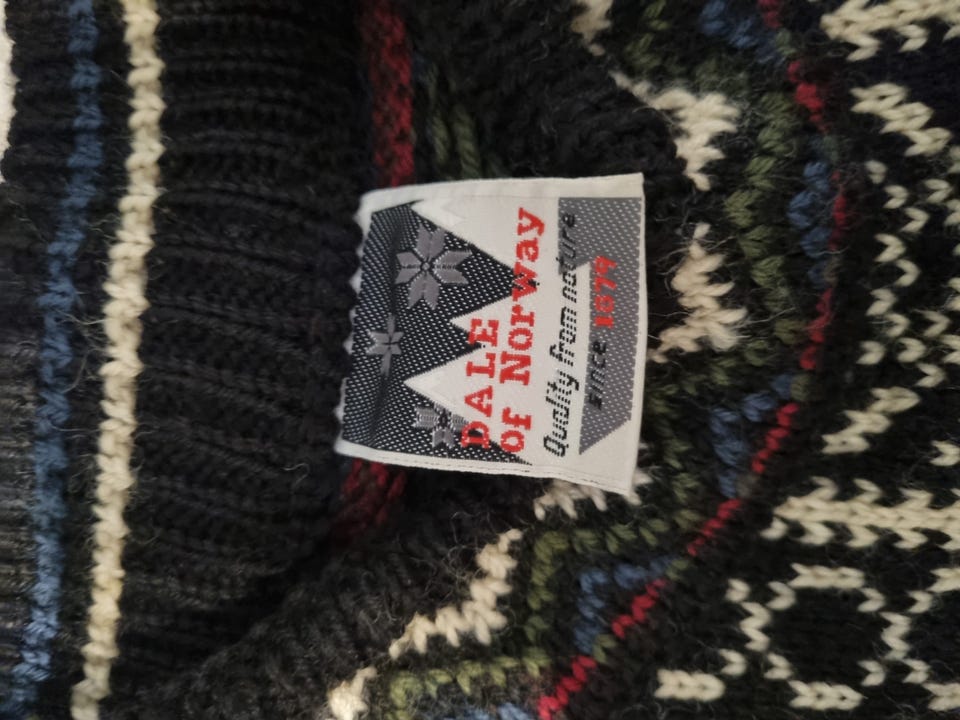 DALE
OF Norway
Quality from nature
Since 1879